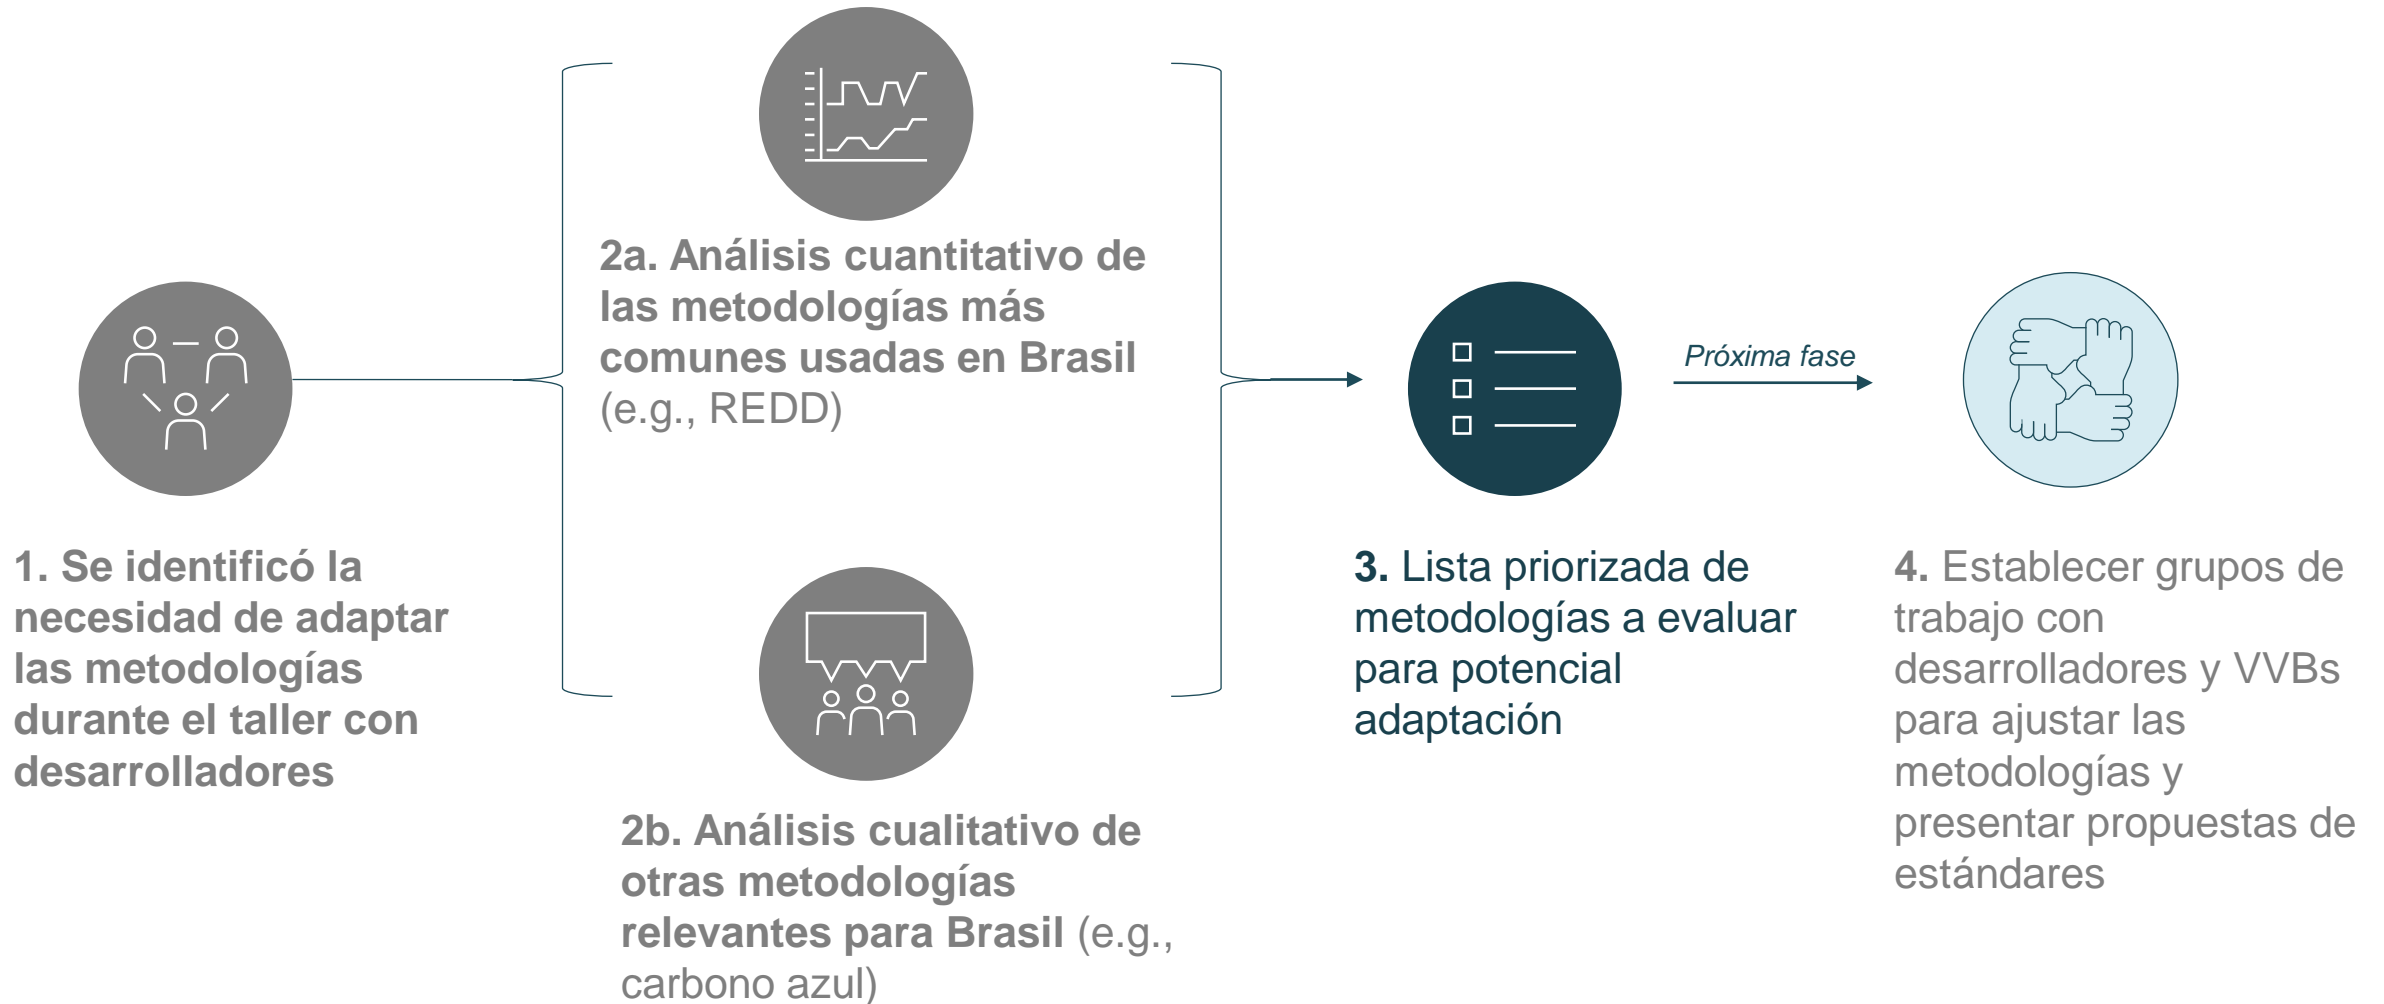 1. Se identificó la
necesidad de adaptar
las metodologías
durante el taller con
desarrolladores
2a. Análisis cuantitativo de
las metodologías más
comunes usadas en Brasil
(e.g., REDD)
2b. Análisis cualitativo de
otras metodologías
relevantes para Brasil (e.g.,
carbono azul)
3. Lista priorizada de
metodologías a evaluar
para potencial
adaptación
Próxima fase
4. Establecer grupos de
trabajo con
desarrolladores y VVBs
para ajustar las
metodologías y
presentar propuestas de
estándares